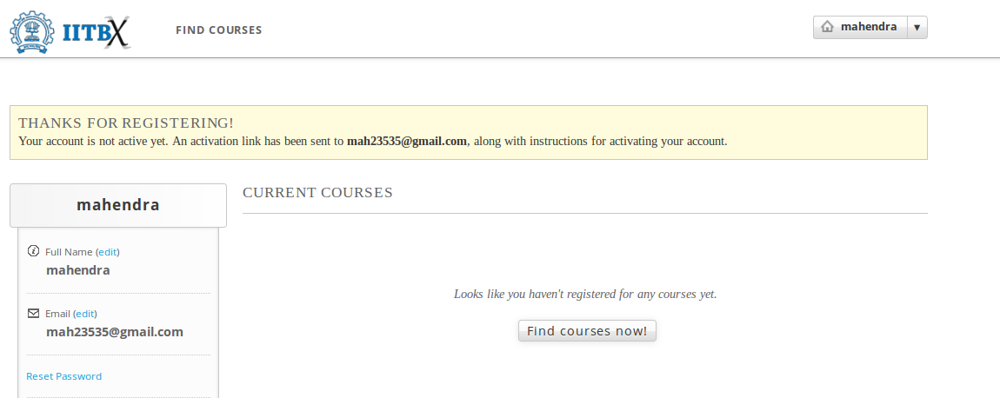 IITBX
FIND COURSES
mahendra
THANKS FOR REGISTERING!
Your account is not active yet. An activation link has been sent to mah23535@gmail.com, along with instructions for activating your account.
mahendra
CURRENT COURSES
Full Name (edit)
mahendra
Email (edit)
mah23535@gmail.com
Reset Password
Looks like you haven't registered for any courses yet.
Find courses now!